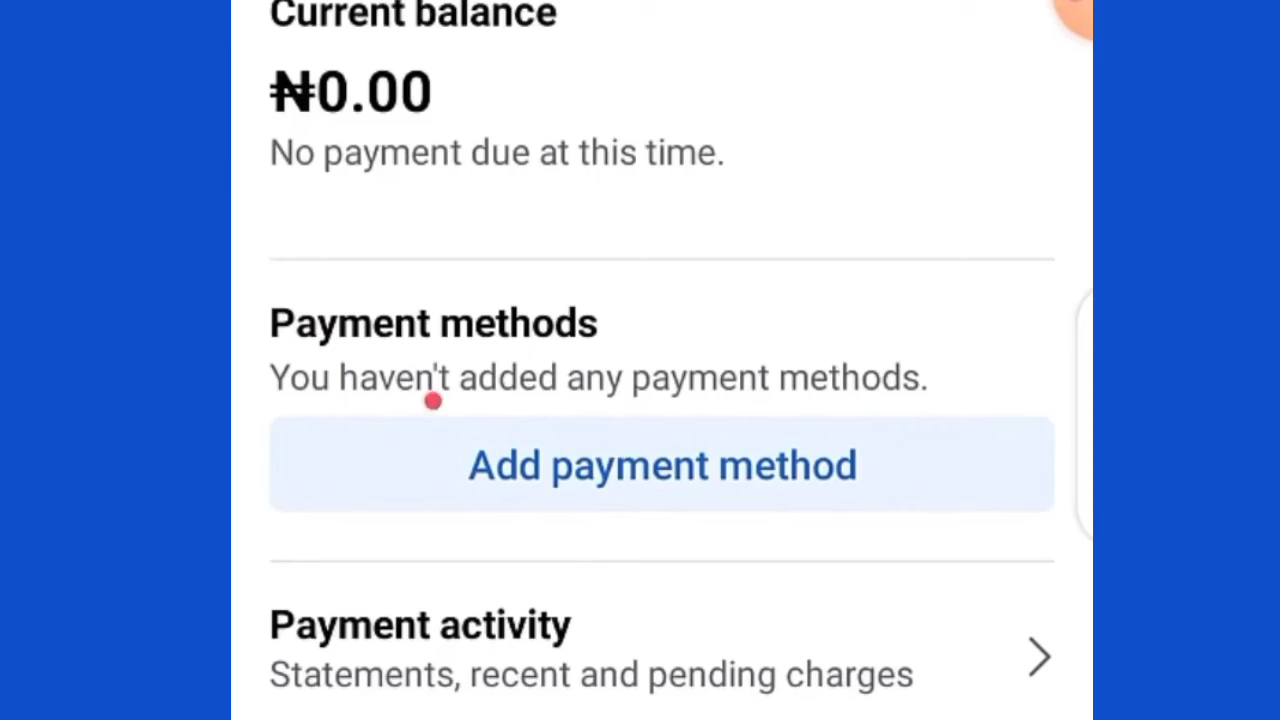 Current balance
₦0.00
No payment due at this time.
Payment methods
You haven't added any payment methods.
Add payment method
Payment activity
Statements, recent and pending charges